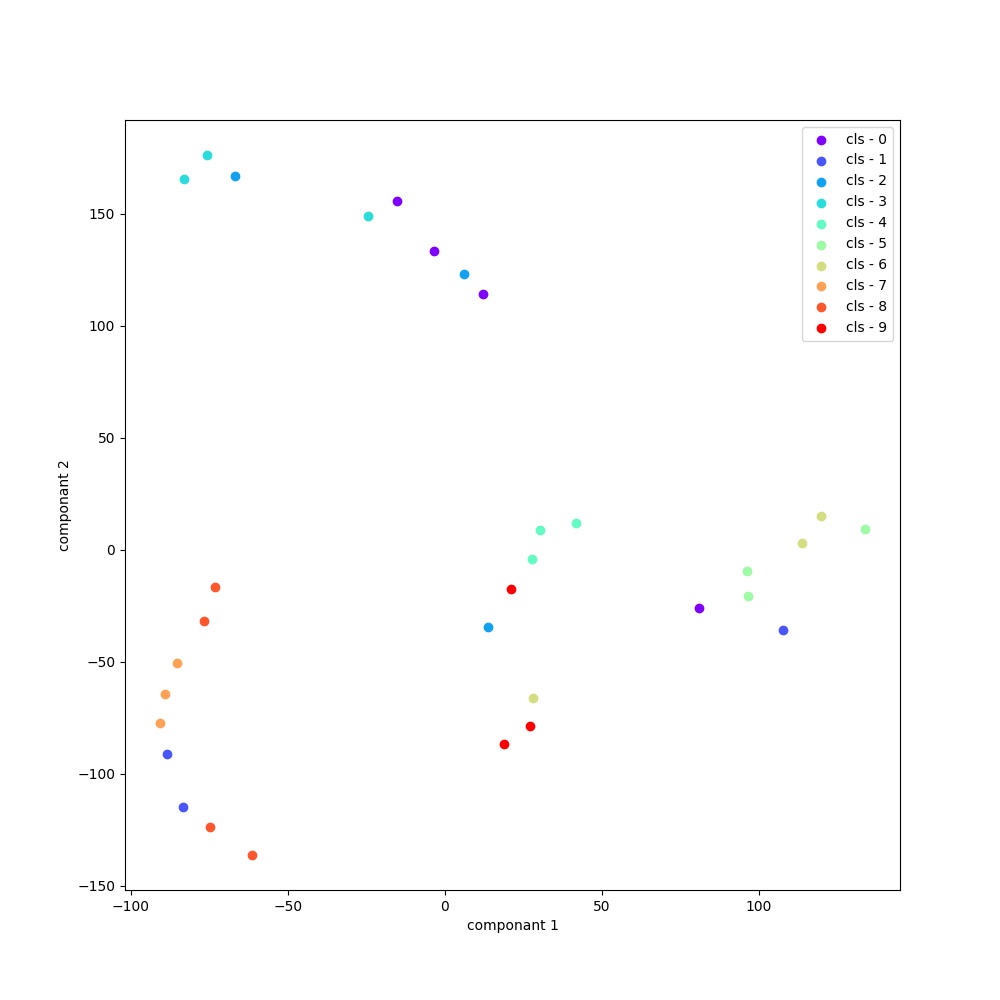 cls - 0
cls - 1
cls - 2
cls - 3
cls - 4
cls - 5
cls - 6
cls - 7
cls - 8
cls - 9
150
100
50
0
−50
−100
−150
componant 2
−100
−50
0
50
100
componant 1